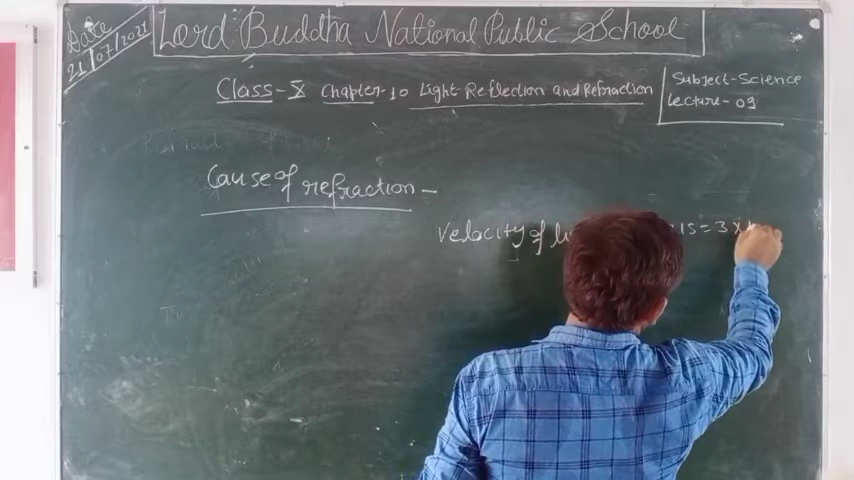 Date
21/07/2021
Lord Buddha National Public School
Class-X Chapter-10 Light-Reflection and Refraction
Subject-Science
Lecture-09
Cause of refraction-
Velocity of is=3×